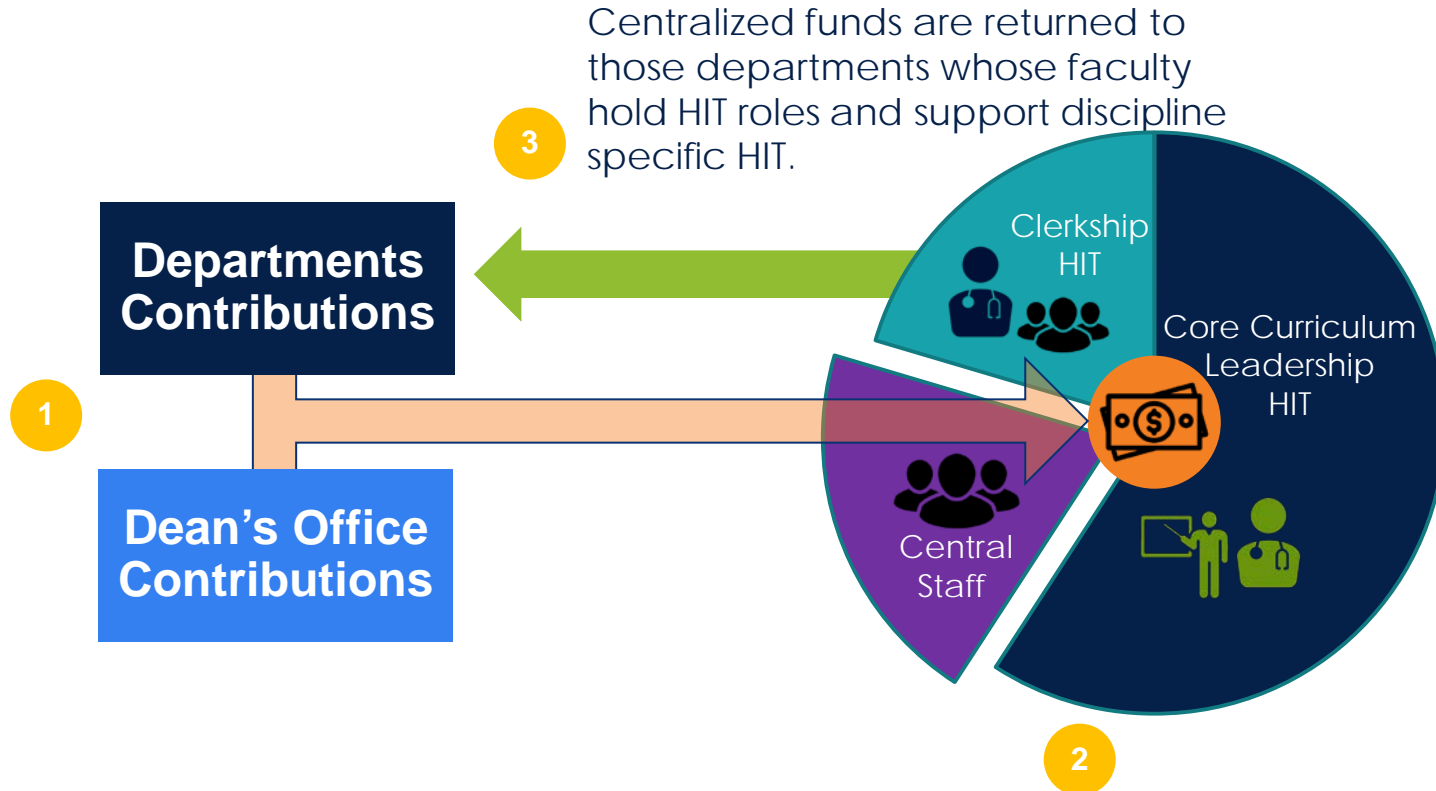 Centralized funds are returned to
those departments whose faculty
hold HIT roles and support discipline
specific HIT.
3
Departments
Contributions
1
Dean’s Office
Contributions
Clerkship
HIT
Core Curriculum
Leadership
HIT
$
Central
Staff
2